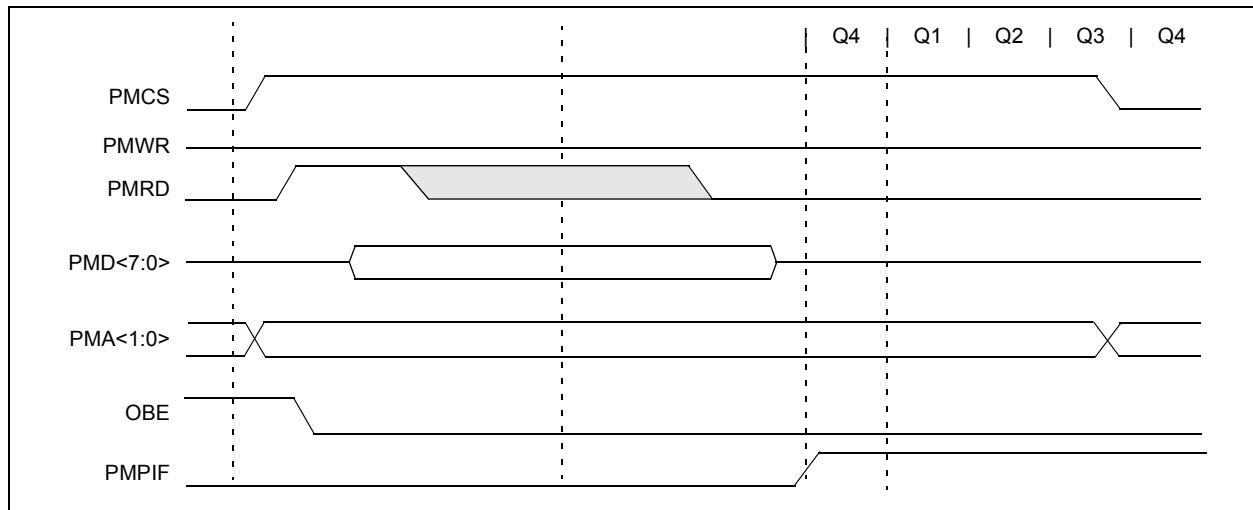 | Q4 | Q1 | Q2 | Q3 | Q4
PMCS
PMWR
PMRD
PMD<7:0>
PMA<1:0>
OBE
PMPIF